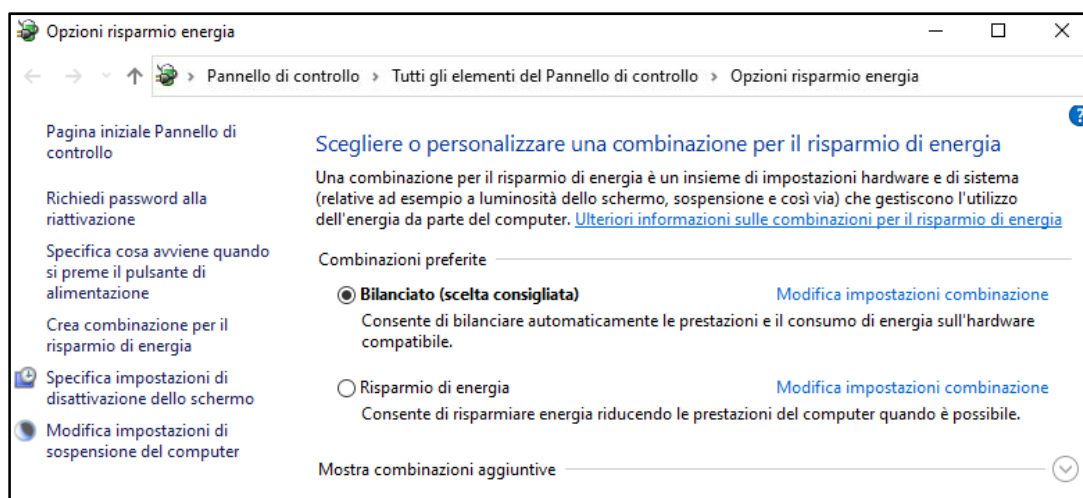 Opzioni risparmio energia
Pannello di controllo > Tutti gli elementi del Pannello di controllo > Opzioni risparmio energia
Pagina iniziale Pannello di
controllo
Richiedi password alla
riattivazione
Specifica cosa avviene quando
si preme il pulsante di
alimentazione
Crea combinazione per il
risparmio di energia
Specifica impostazioni di
disattivazione dello schermo
Modifica impostazioni di
sospensione del computer
?
Scegliere o personalizzare una combinazione per il risparmio di energia
Una combinazione per il risparmio di energia è un insieme di impostazioni hardware e di sistema
(relative ad esempio a luminosità dello schermo, sospensione e così via) che gestiscono l'utilizzo
dell'energia da parte del computer. Ulteriori informazioni sulle combinazioni per il risparmio di energia
Combinazioni preferite
Bilanciato (scelta consigliata) Modifica impostazioni combinazione
Consente di bilanciare automaticamente le prestazioni e il consumo di energia sull'hardware
compatibile.
Risparmio di energia Modifica impostazioni combinazione
Consente di risparmiare energia riducendo le prestazioni del computer quando è possibile.
Mostra combinazioni aggiuntive